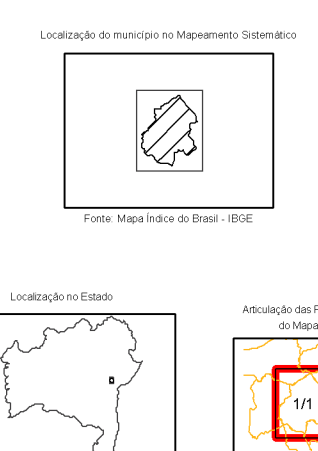 Localização do município no Mapeamento Sistemático
Fonte: Mapa Índice do Brasil - IBGE
Localização no Estado
Articulação das
do Mapa
1/1